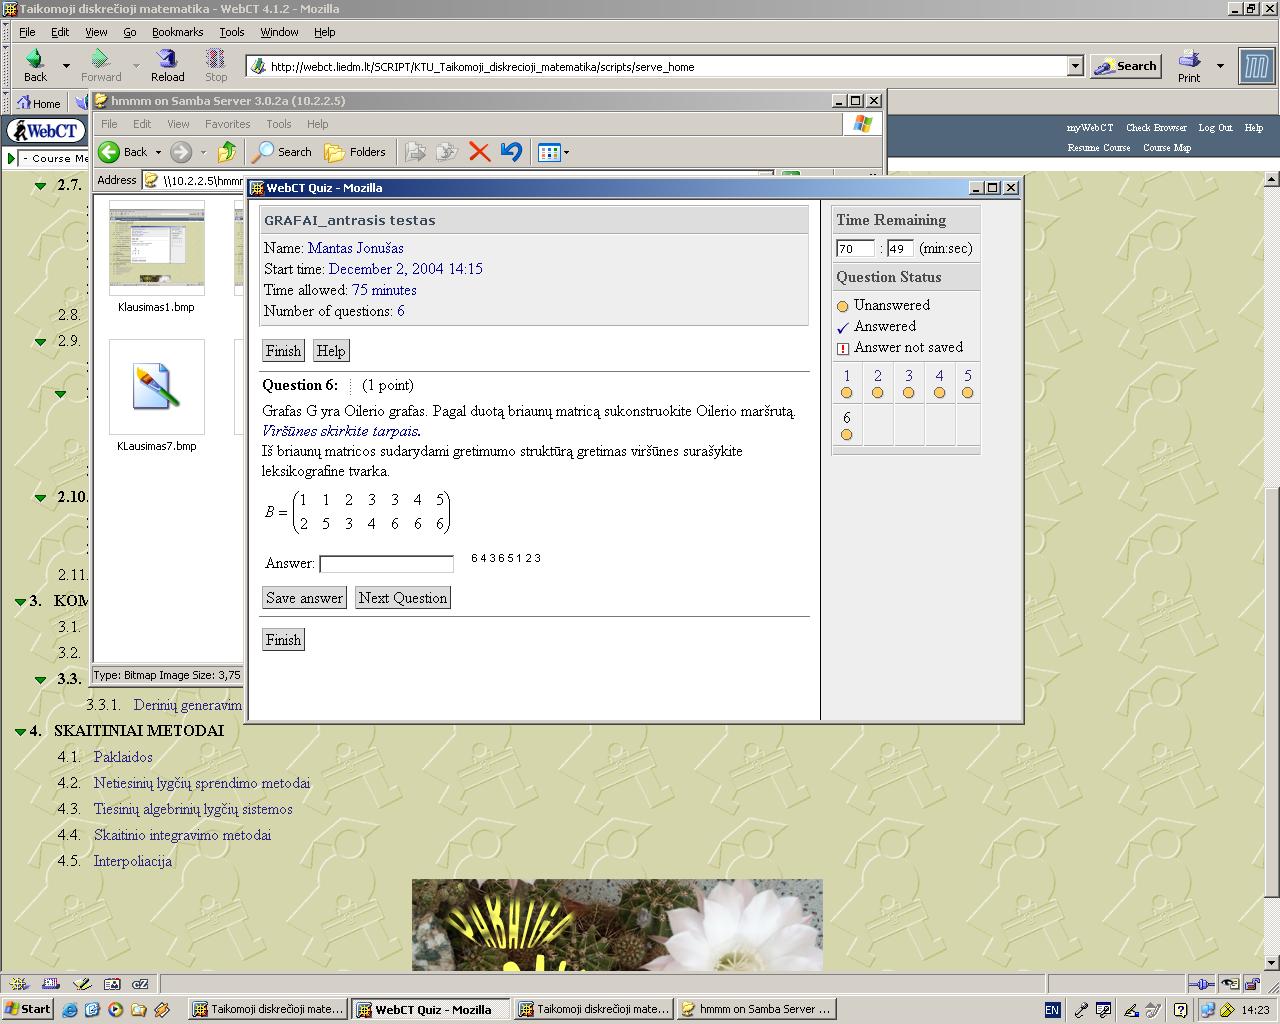 Taikomoji diskrečioji matematika - WebCT 4.1.2 - Mozilla
File Edit View Go Bookmarks Tools Window Help
Back Forward Reload Stop http://webct.liedm.lt/SCRIPT/KTU_Taikomoji_diskrecioji_matematika/scripts/serve_home Search Print
Home
hmmm on Samba Server 3.0.2a (10.2.2.5)
File Edit View Favorites Tools Help
WebCT
myWebCT Check Browser Log Out Help
Resume Course Course Map
- Course Me
Back Search Folders
Address \\10.2.2.5\hmmm
WebCT Quiz - Mozilla
GRAFAI_antrasis testas
Name: Mantas Jonušas
Start time: December 2, 2004 14:15
Time allowed: 75 minutes
Number of questions: 6
Finish Help
Question 6: (1 point)
Grafas G yra Oilerio grafas. Pagal duotą briaunų matricą sukonstruokite Oilerio maršrutą.
Viršūnes skirkite tarpais.
Iš briaunų matricos sudarydami gretimumo struktūrą gretimas viršūnes surašykite
leksikografine tvarka.
1 1 2 3 3 4 5
B =
2 5 3 4 6 6 6
Answer: 6 4 3 6 5 1 2 3
Save answer Next Question
Finish
Time Remaining
70 : 49 (min:sec)
Question Status
Unanswered
Answered
Answer not saved
1 2 3 4 5
6
Klausimas1.bmp
KLausimas7.bmp
Type: Bitmap Image Size: 3,75
2.7.
2.8.
2.9.
2.10.
2.11.
3. KOM
3.1.
3.2.
3.3.
3.3.1. Derinių generavim
4. SKAITINIAI METODAI
4.1. Paklaidos
4.2. Netiesinių lygčių sprendimo metodai
4.3. Tiesinių algebrinių lygčių sistemos
4.4. Skaitinio integravimo metodai
4.5. Interpoliacija
Start Taikomoji diskrečioji mate... WebCT Quiz - Mozilla Taikomoji diskrečioji mate... hmmm on Samba Server ... EN 14:23